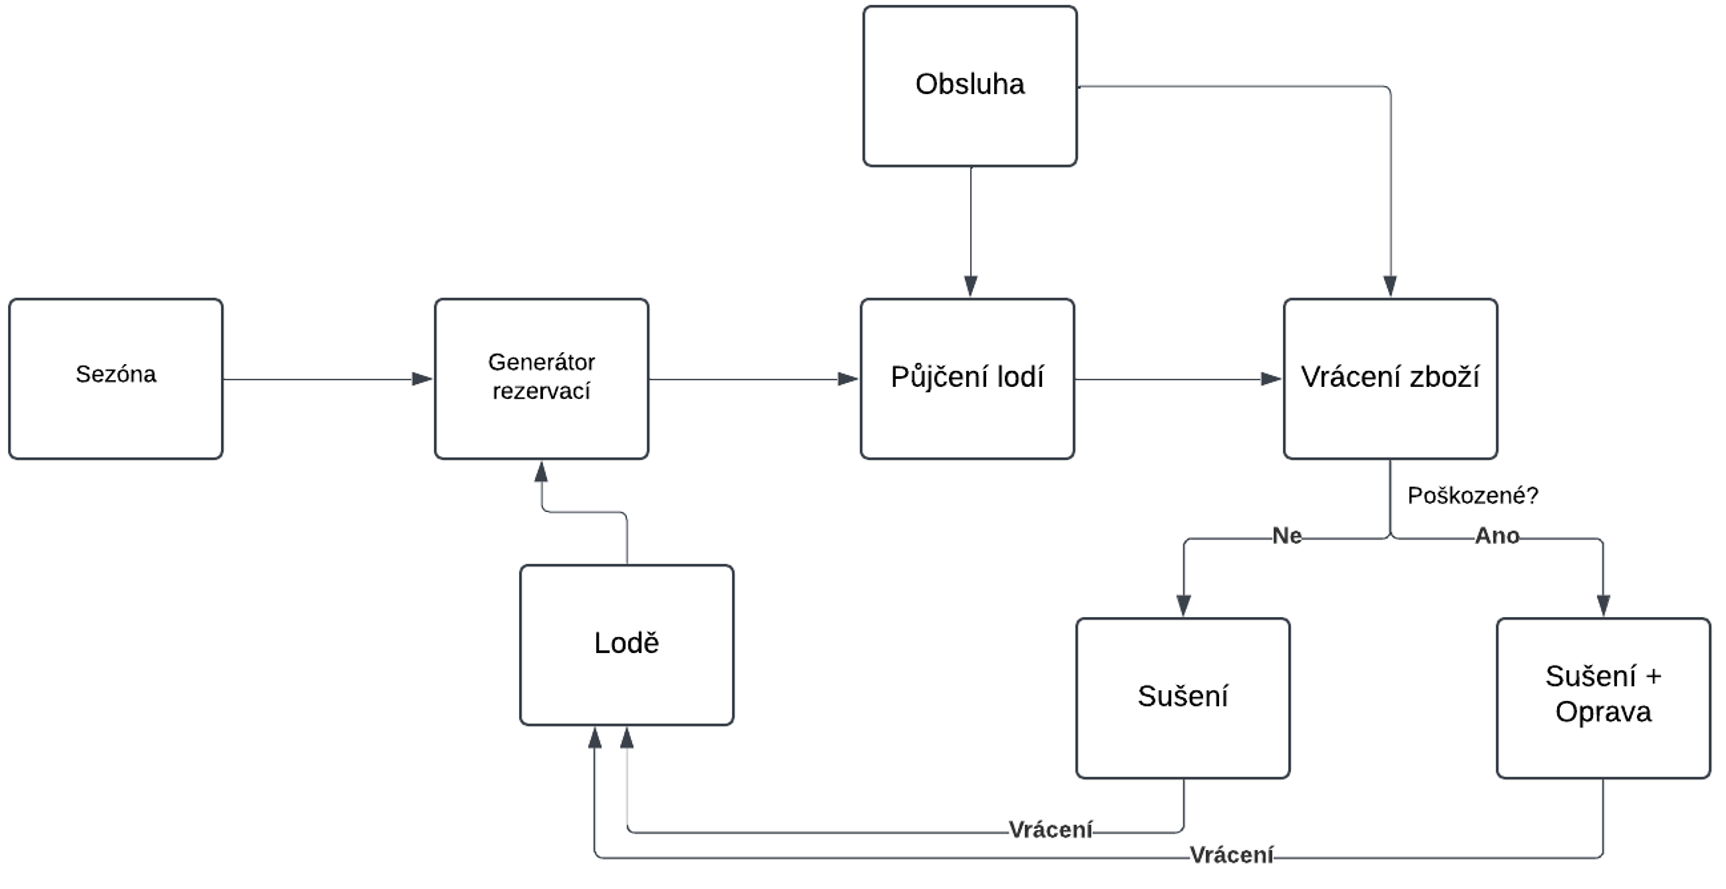 Obsluha
Sezóna
Generátor
rezervací
Půjčení lodí
Vrácení zboží
Poškozené?
Ne
Ano
Lodě
Sušení
Sušení +
Oprava
Vrácení
Vrácení